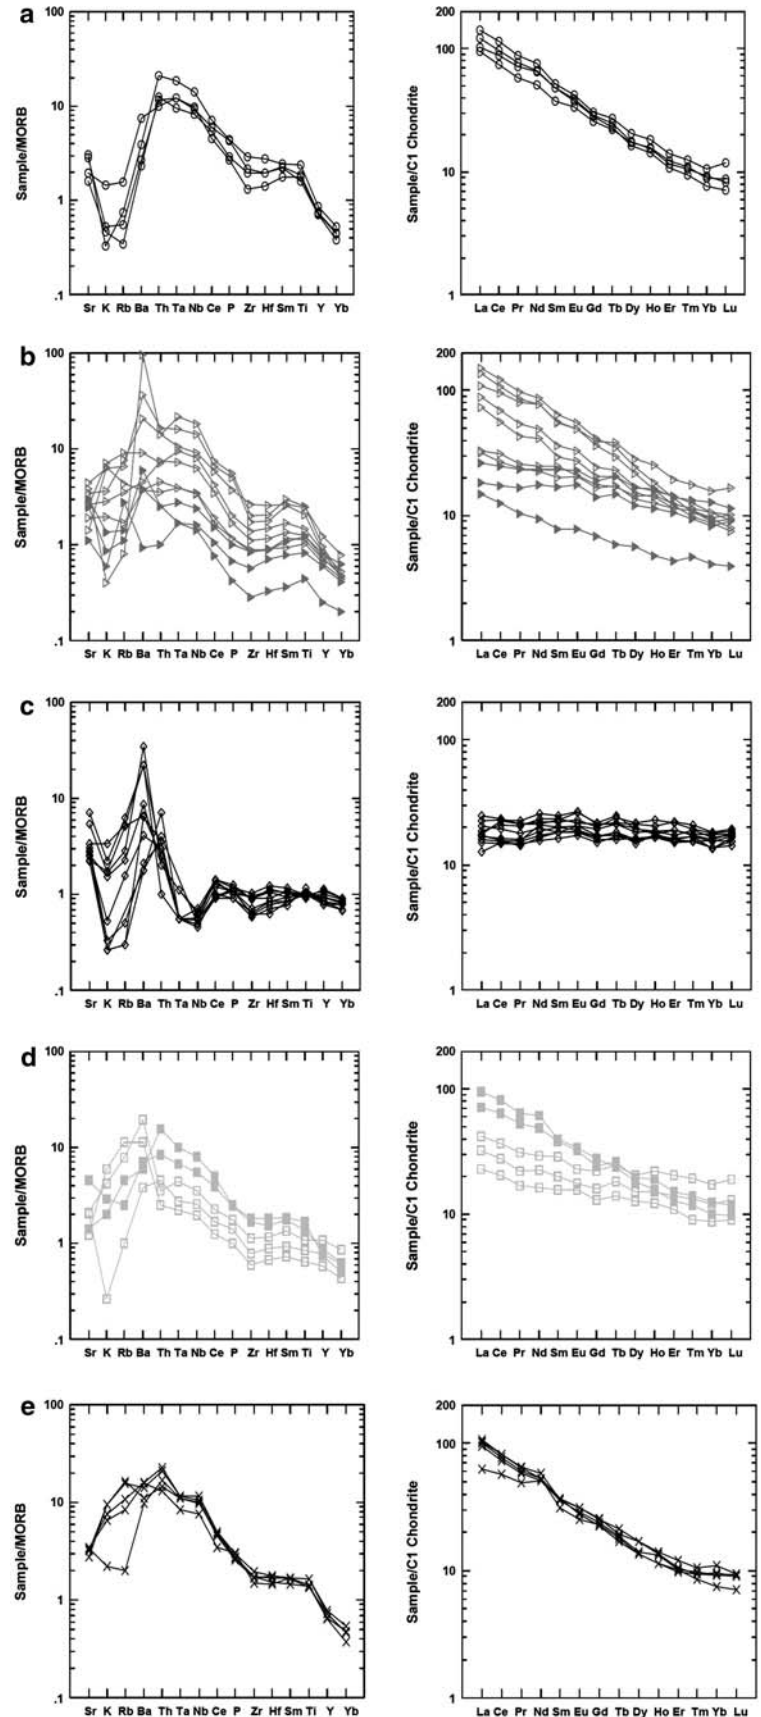 a
100
10
1
.1
Sample/MORB
Sr K Rb Ba Th Ta Nb Ce P Zr Hf Sm Ti Y Yb
200
100
10
1
Sample/C1 Chondrite
La Ce Pr Nd Sm Eu Gd Tb Dy Ho Er Tm Yb Lu
b
100
10
1
.1
Sample/MORB
Sr K Rb Ba Th Ta Nb Ce P Zr Hf Sm Ti Y Yb
200
100
10
1
Sample/C1 Chondrite
La Ce Pr Nd Sm Eu Gd Tb Dy Ho Er Tm Yb Lu
c
100
10
1
.1
Sample/MORB
Sr K Rb Ba Th Ta Nb Ce P Zr Hf Sm Ti Y Yb
200
100
10
1
Sample/C1 Chondrite
La Ce Pr Nd Sm Eu Gd Tb Dy Ho Er Tm Yb Lu
d
100
10
1
.1
Sample/MORB
Sr K Rb Ba Th Ta Nb Ce P Zr Hf Sm Ti Y Yb
200
100
10
1
Sample/C1 Chondrite
La Ce Pr Nd Sm Eu Gd Tb Dy Ho Er Tm Yb Lu
e
100
10
1
.1
Sample/MORB
Sr K Rb Ba Th Ta Nb Ce P Zr Hf Sm Ti Y Yb
200
100
10
1
Sample/C1 Chondrite
La Ce Pr Nd Sm Eu Gd Tb Dy Ho Er Tm Yb Lu